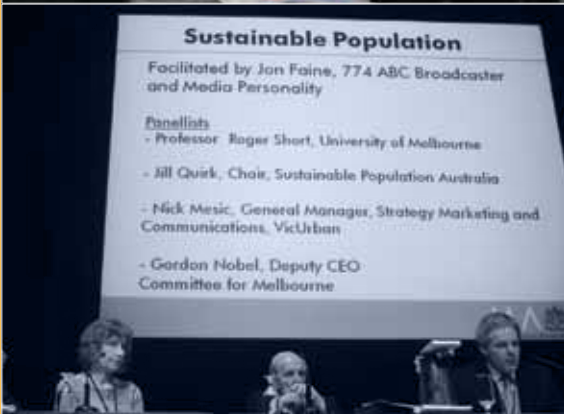 Sustainable Population
Facilitated by Jon Faine, 774 ABC Broadcaster
and Media Personality
Panellists
- Professor Roger Short, University of Melbourne
- Jill Quirk, Chair, Sustainable Population Australia
- Nick Mesic, General Manager, Strategy Marketing and
Communications, VicUrban
- Gordon Nobel, Deputy CEO
Committee for Melbourne